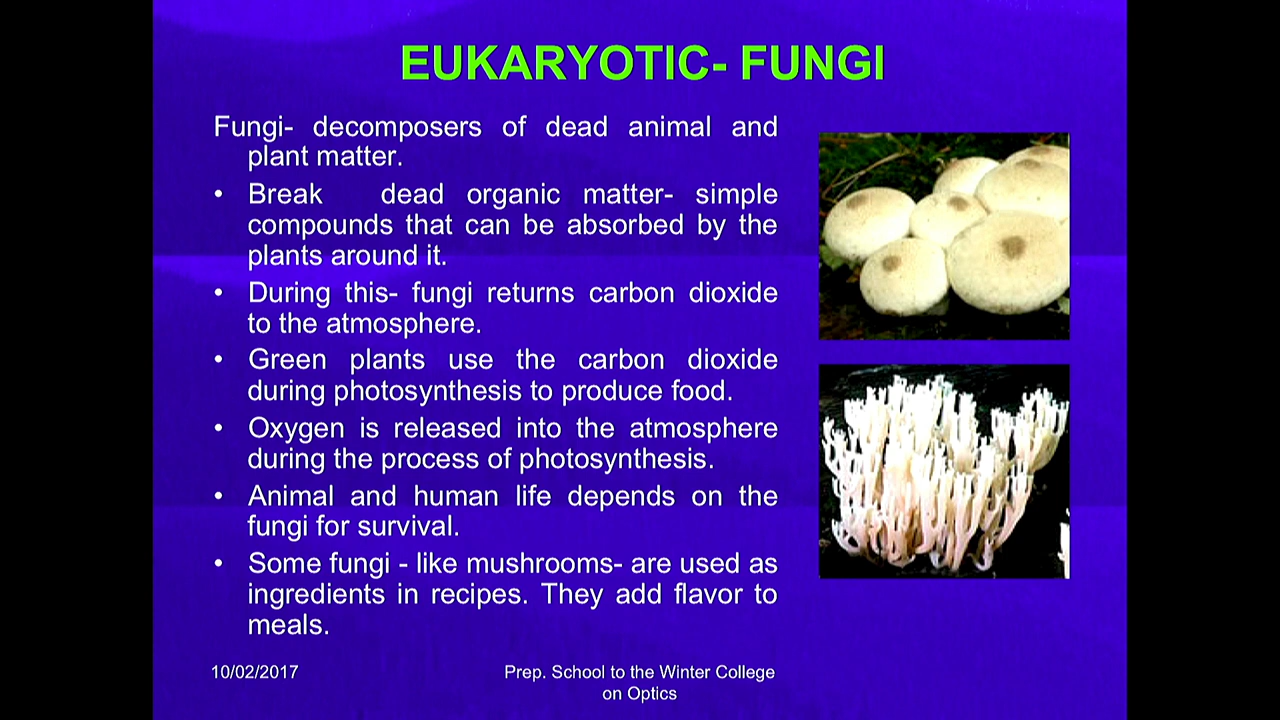 EUKARYOTIC- FUNGI
Fungi- decomposers of dead animal and
plant matter.
• Break dead organic matter- simple
compounds that can be absorbed by the
plants around it.
• During this- fungi returns carbon dioxide
to the atmosphere.
• Green plants use the carbon dioxide
during photosynthesis to produce food.
• Oxygen is released into the atmosphere
during the process of photosynthesis.
• Animal and human life depends on the
fungi for survival.
• Some fungi - like mushrooms- are used as
ingredients in recipes. They add flavor to
meals.
10/02/2017
Prep. School to the Winter College
on Optics